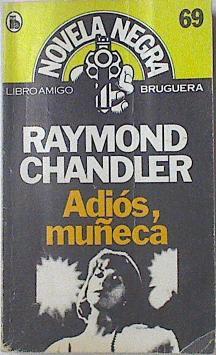 69
NOVELA NEGRA
LIBRO AMIGO
BRUGUERA
RAYMOND
CHANDLER
Adiós,
muñeca